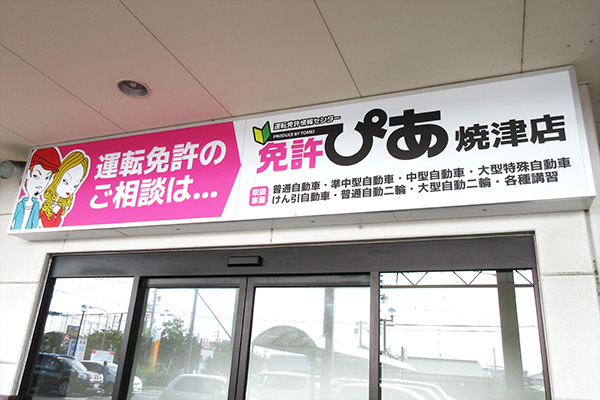 運転免許の
ご相談は...
運転免許情報センター
PRODUCE BY TOMEI
免許ぴあ 焼津店
取扱車種
普通自動車・準中型自動車・中型自動車・大型特殊自動車
けん引自動車・普通自動二輪・大型自動二輪・各種講習